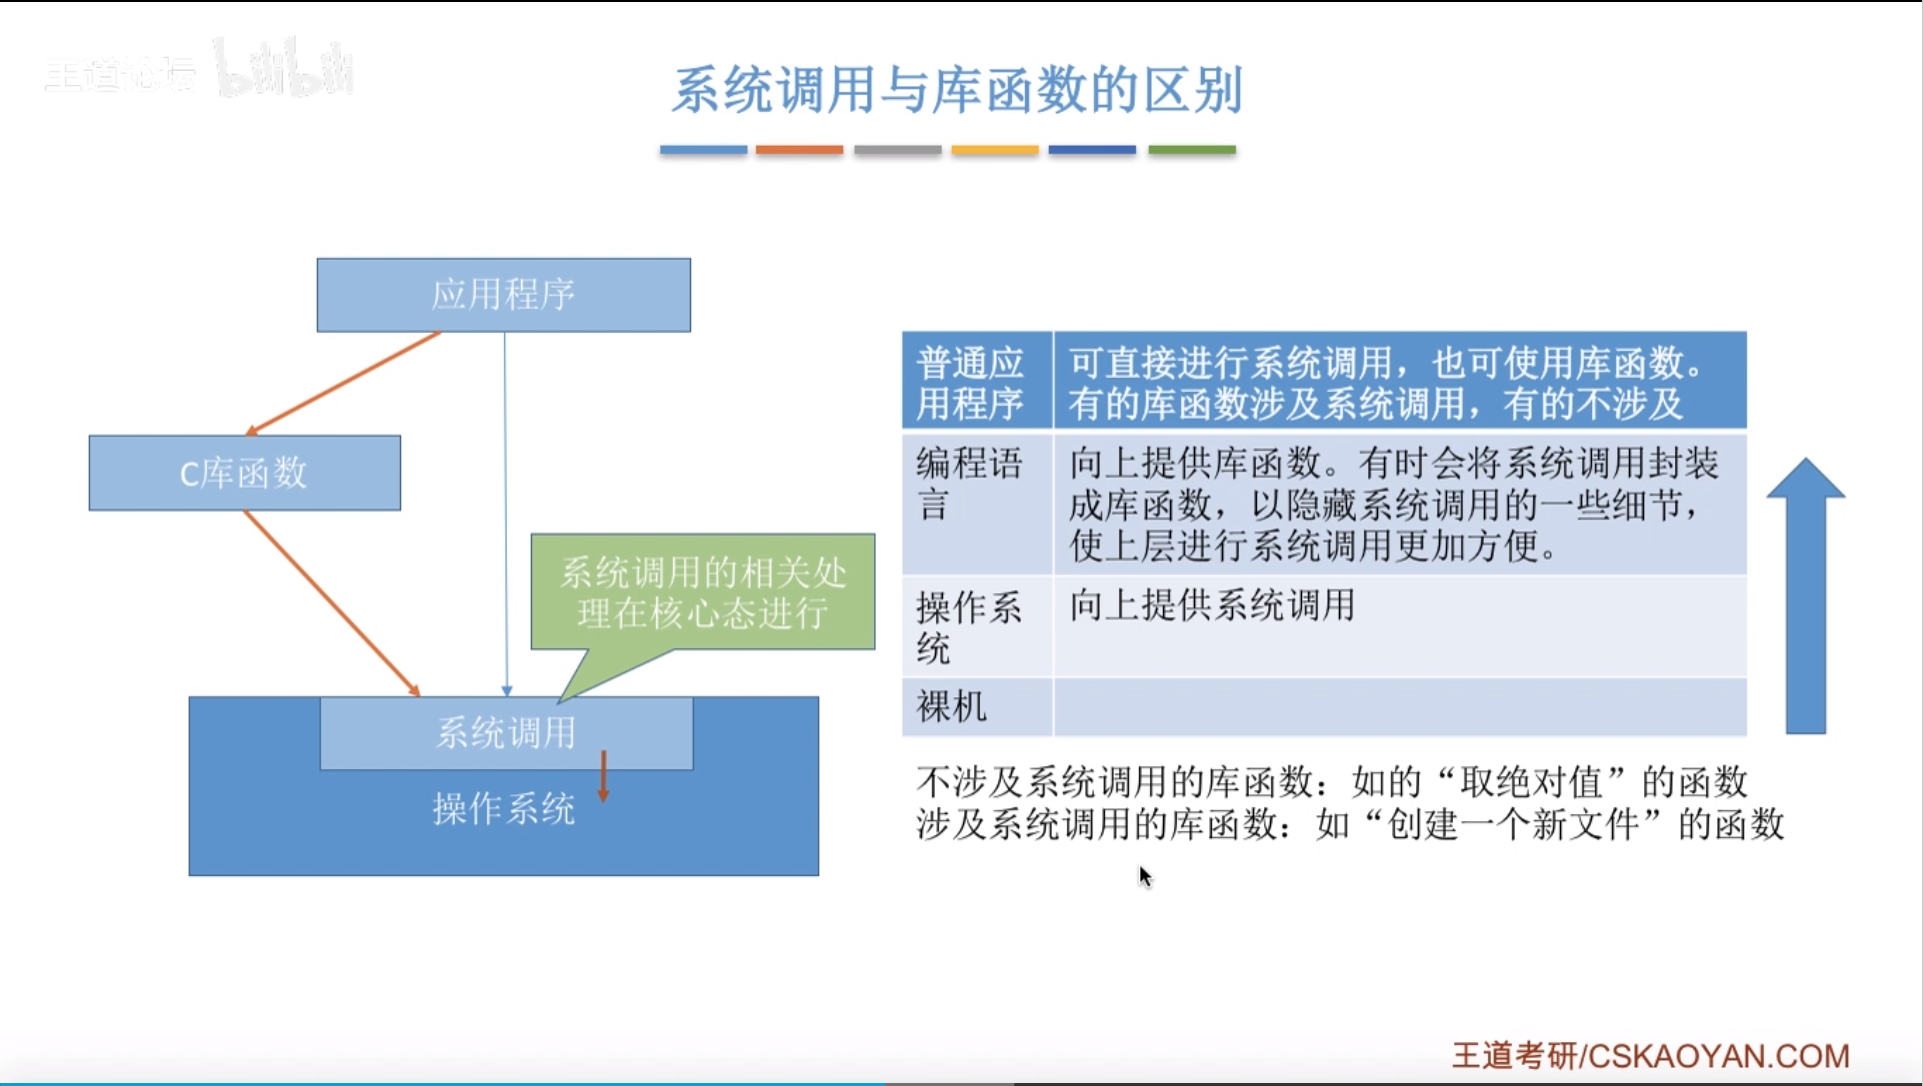 王道论坛 bilibili
系统调用与库函数的区别
应用程序
C库函数
系统调用的相关处
理在核心态进行
系统调用
操作系统
普通应
用程序
可直接进行系统调用，也可使用库函数。
有的库函数涉及系统调用，有的不涉及
编程语
言
向上提供库函数。有时会将系统调用封装
成库函数，以隐藏系统调用的一些细节，
使上层进行系统调用更加方便。
操作系
统
向上提供系统调用
裸机
不涉及系统调用的库函数：如的“取绝对值”的函数
涉及系统调用的库函数：如“创建一个新文件”的函数
王道考研/CSKAOYAN.COM